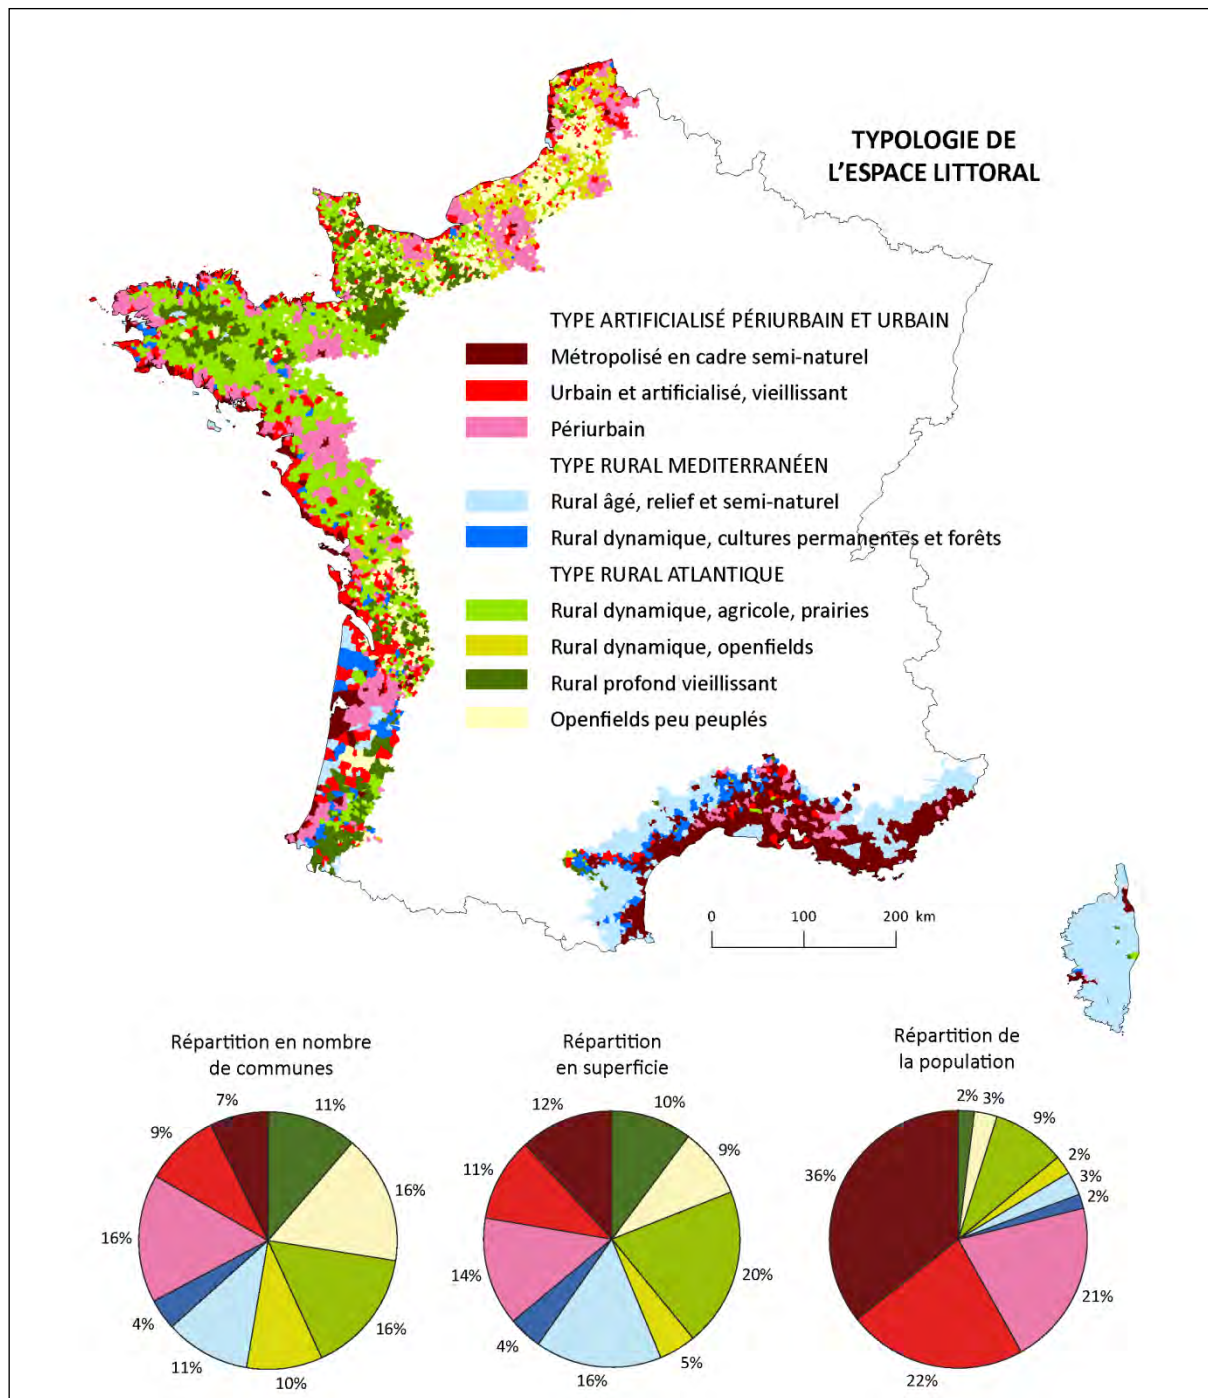 TYPOLOGIE DE
L'ESPACE LITTORAL
TYPE ARTIFICIALISÉ PÉRIURBAIN ET URBAIN
Métropolisé en cadre semi-naturel
Urbain et artificialisé, vieillissant
Périurbain
TYPE RURAL MEDITERRANÉEN
Rural âgé, relief et semi-naturel
Rural dynamique, cultures permanentes et forêts
TYPE RURAL ATLANTIQUE
Rural dynamique, agricole, prairies
Rural dynamique, openfields
Rural profond vieillissant
Openfields peu peuplés
0 100 200 km
Répartition en nombre
de communes
7%
11%
9%
16%
16%
4%
16%
11%
10%
Répartition
en superficie
12%
10%
11%
9%
14%
20%
4%
5%
16%
Répartition de
la population
2%
3%
9%
2%
3%
2%
36%
21%
22%